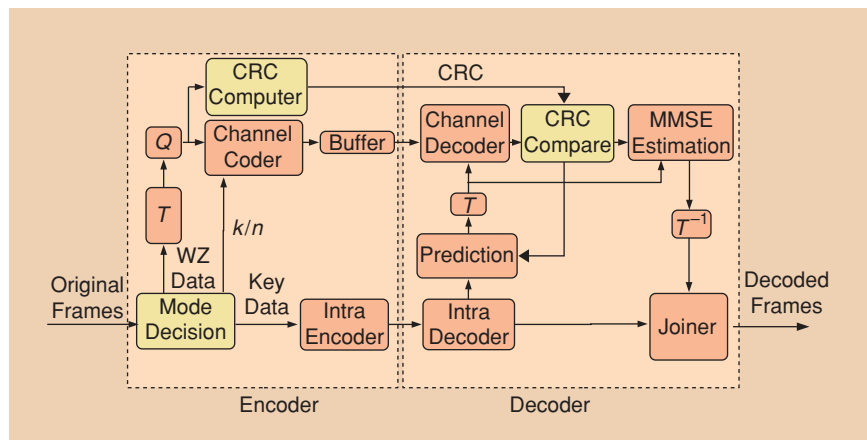 CRC
Computer
CRC
Q
Channel
Coder
Buffer
Channel
Decoder
CRC
Compare
MMSE
Estimation
T
k/n
T
T⁻¹
WZ
Data
Prediction
Original
Frames
Mode
Decision
Key
Data
Intra
Encoder
Intra
Decoder
Joiner
Decoded
Frames
Encoder
Decoder